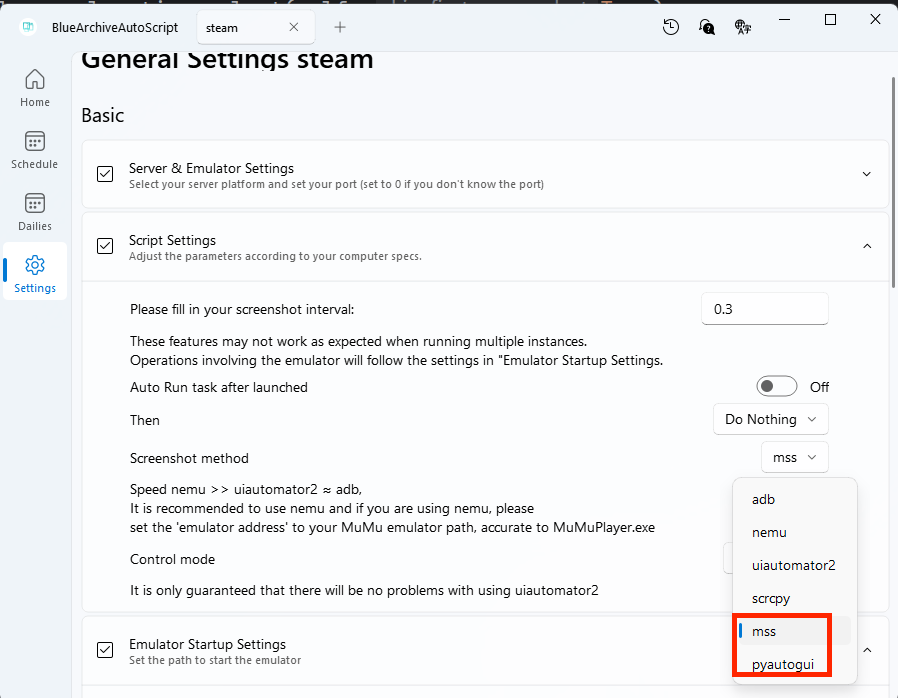 BlueArchiveAutoScript
steam
General Settings steam
Home
Schedule
Dailies
Settings
Basic
Server & Emulator Settings
Select your server platform and set your port (set to 0 if you don't know the port)
Script Settings
Adjust the parameters according to your computer specs.
Please fill in your screenshot interval:
0.3
These features may not work as expected when running multiple instances.
Operations involving the emulator will follow the settings in "Emulator Startup Settings.
Auto Run task after launched
Off
Then
Do Nothing
Screenshot method
mss
Speed nemu >> uiautomator2 ≈ adb,
It is recommended to use nemu and if you are using nemu, please
set the 'emulator address' to your MuMu emulator path, accurate to MuMuPlayer.exe
Control mode
It is only guaranteed that there will be no problems with using uiautomator2
adb
nemu
uiautomator2
scrcpy
mss
pyautogui
Emulator Startup Settings
Set the path to start the emulator